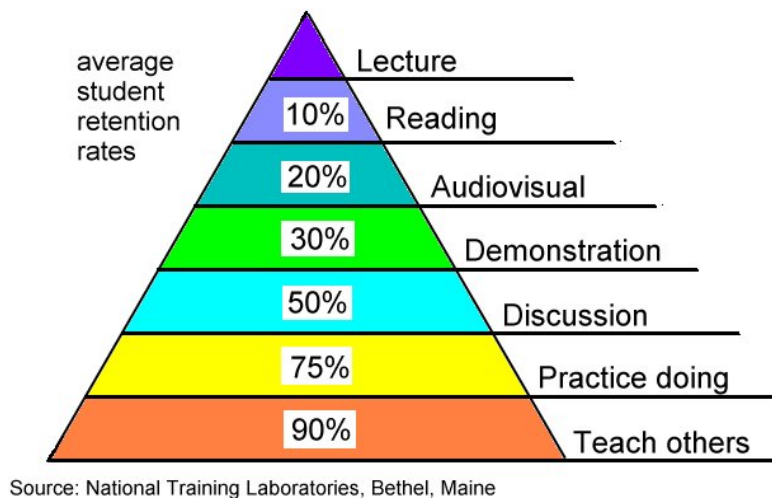 average
student
retention
rates
Lecture
10%
Reading
20%
Audiovisual
30%
Demonstration
50%
Discussion
75%
Practice doing
90%
Teach others
Source: National Training Laboratories, Bethel, Maine